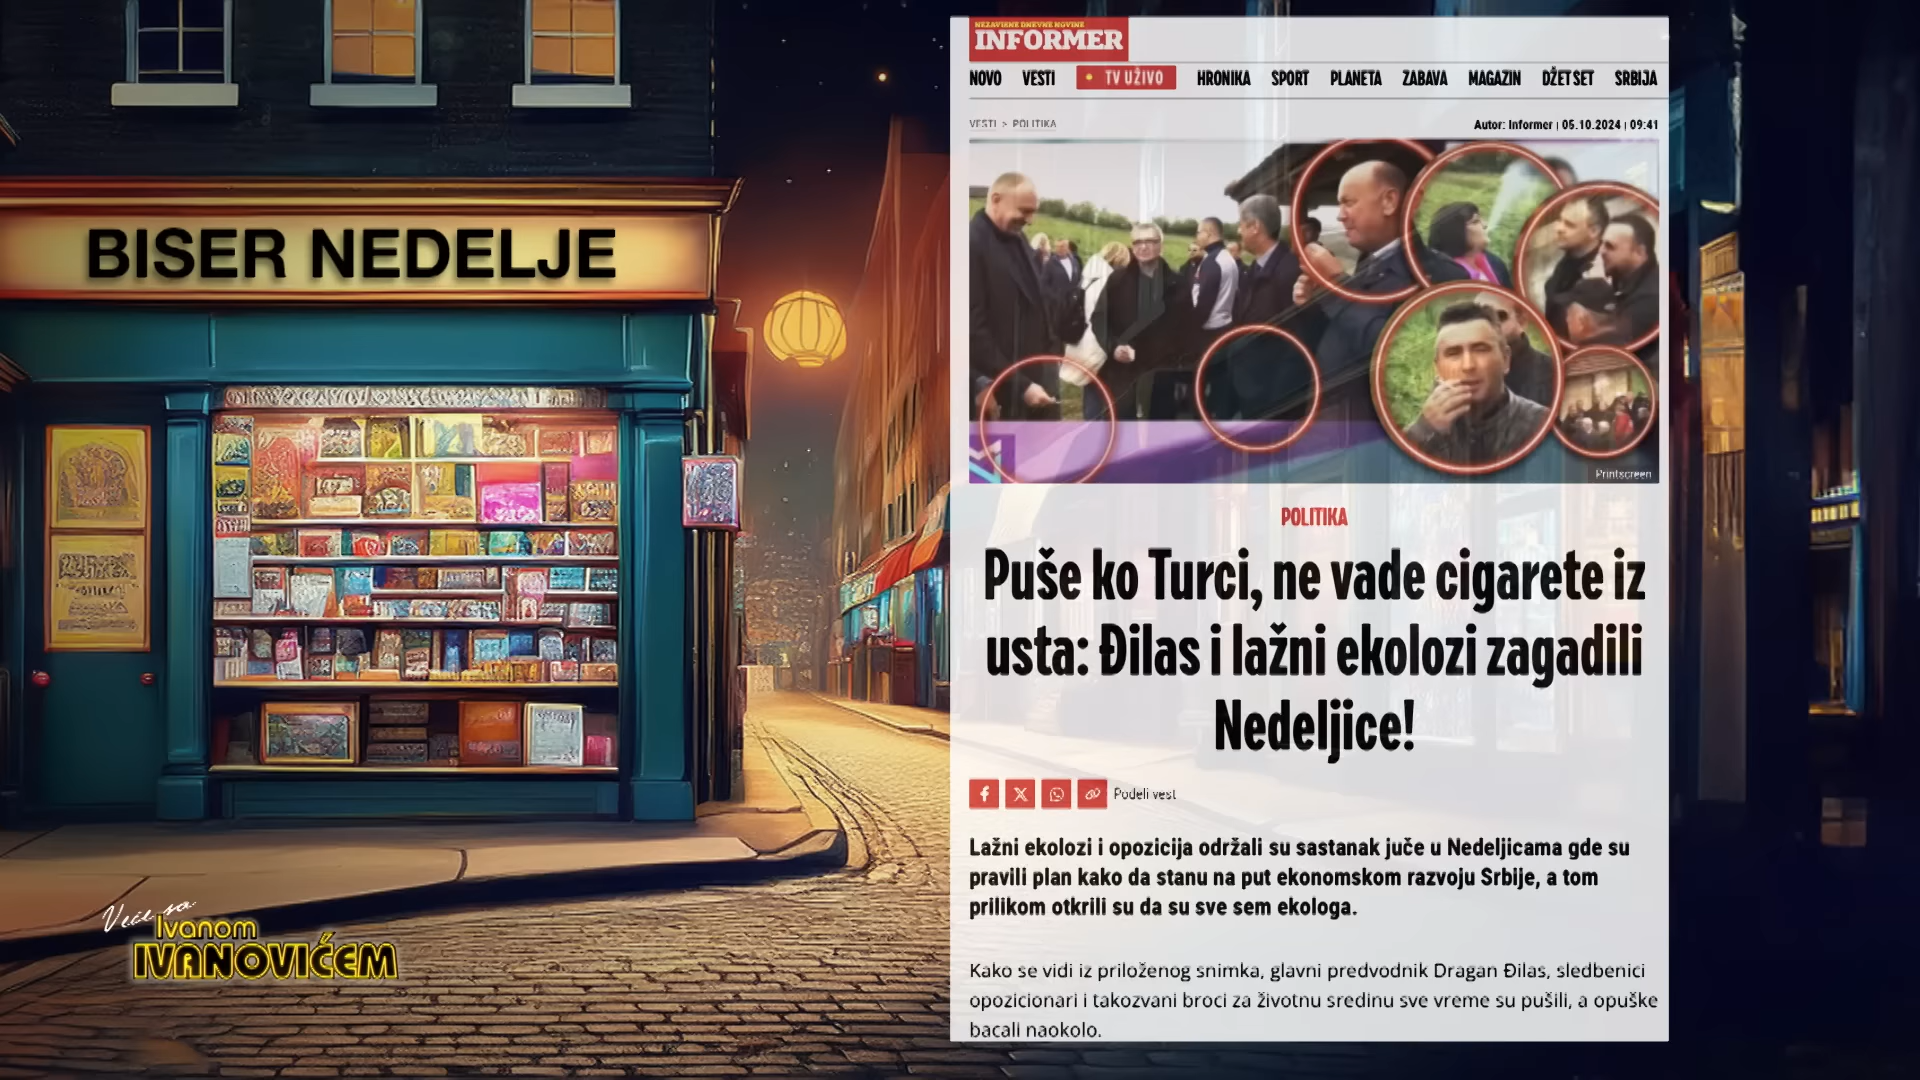 BISER NEDELJE
Veče sa
Ivanom
IVANOVIĆEM
NEZAVISNE DNEVNE NOVINE
INFORMER
NOVO VESTI TV UŽIVO HRONIKA SPORT PLANETA ZABAVA MAGAZIN DŽET SET SRBIJA
VESTI > POLITIKA
Autor: Informer | 05.10.2024 | 09:41
Printscreen
POLITIKA
Puše ko Turci, ne vade cigarete iz
usta: Đilas i lažni ekolozi zagadili
Nedeljice!
Podeli vest
Lažni ekolozi i opozicija održali su sastanak juče u Nedeljicama gde su
pravili plan kako da stanu na put ekonomskom razvoju Srbije, a tom
prilikom otkrili su da su sve sem ekologa.
Kako se vidi iz priloženog snimka, glavni predvodnik Dragan Đilas, sledbenici
opozicionari i takozvani broci za životnu sredinu sve vreme su pušili, a opuške
bacali naokolo.